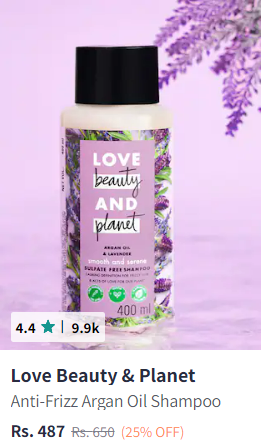 LOVE
beauty
AND
planet
ARGAN OIL
& LAVENDER
smooth and serene
SULFATE FREE SHAMPOO
400 ml
4.4 ★ | 9.9k
Love Beauty & Planet
Anti-Frizz Argan Oil Shampoo
Rs. 487 Rs. 650 (25% OFF)